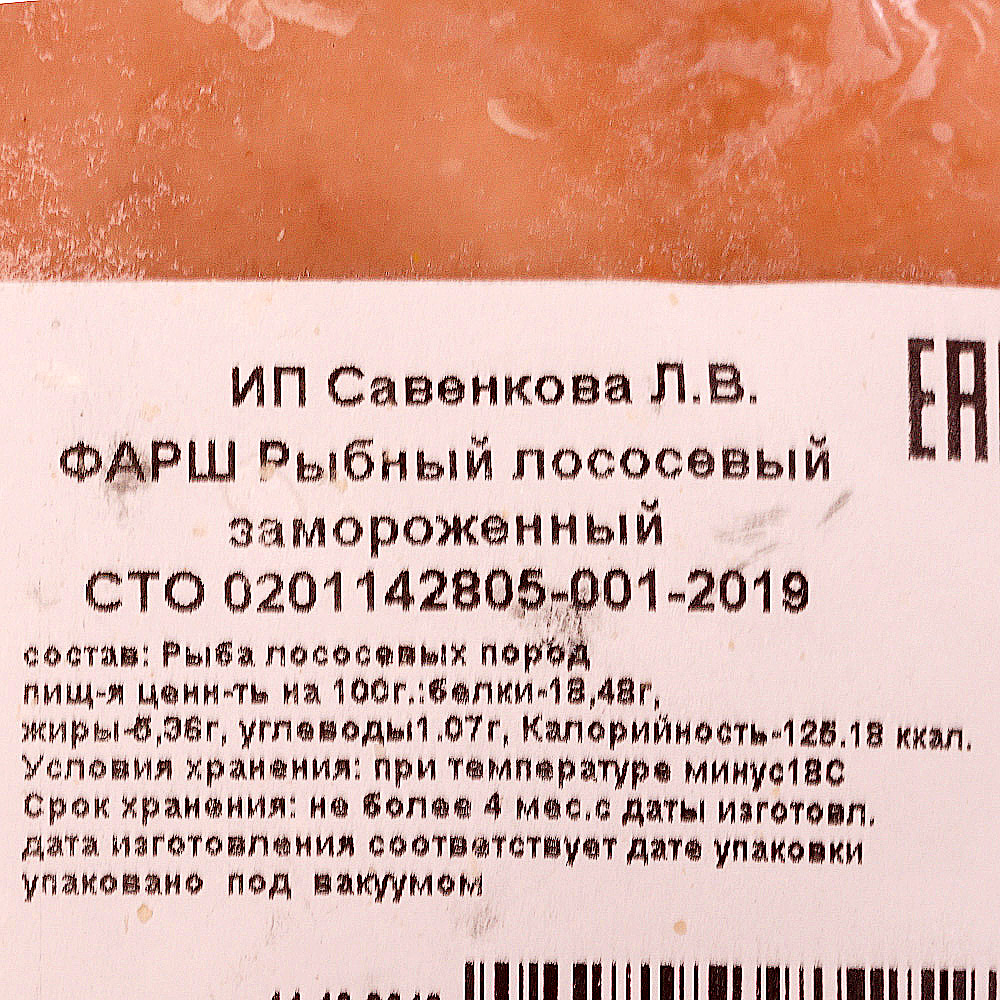 ИП Савенкова Л.В.
ЕАС
ФАРШ Рыбный лососевый
замороженный
СТО 0201142805-001-2019
состав: Рыба лососевых пород
пищ-я ценн-ть на 100г.:белки-18,48г,
жиры-5,36г, углеводы1.07г, Калорийность-125.18 ккал.
Условия хранения: при температуре минус18С
Срок хранения: не более 4 мес.с даты изготовл.
дата изготовления соответствует дате упаковки
упаковано под вакуумом